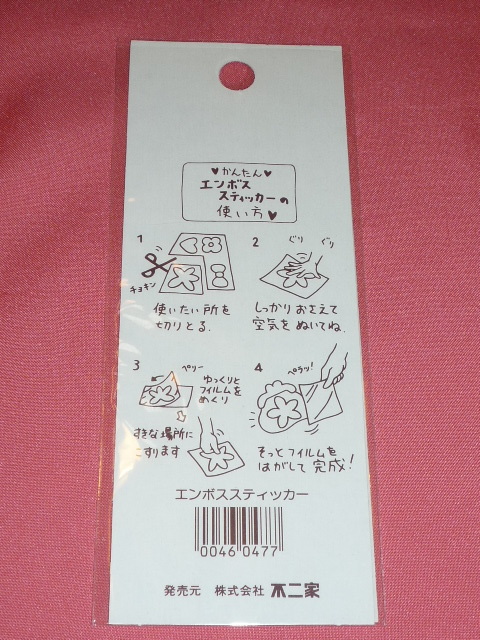 ♥かんたん♥
エンボス
スティッカーの
使い方♥
1
チョキン
使いたい所を
切りとる.
2
ぐり ぐり
しっかりおさえて
空気をぬいてね.
3
ペリー
ゆっくりと
フイルムを
めくり
すきな場所に
こすります
4
ペラッ!
そっとフイルムを
はがして完成!
エンボススティッカー
0046 0477
発売元 株式会社 不二家